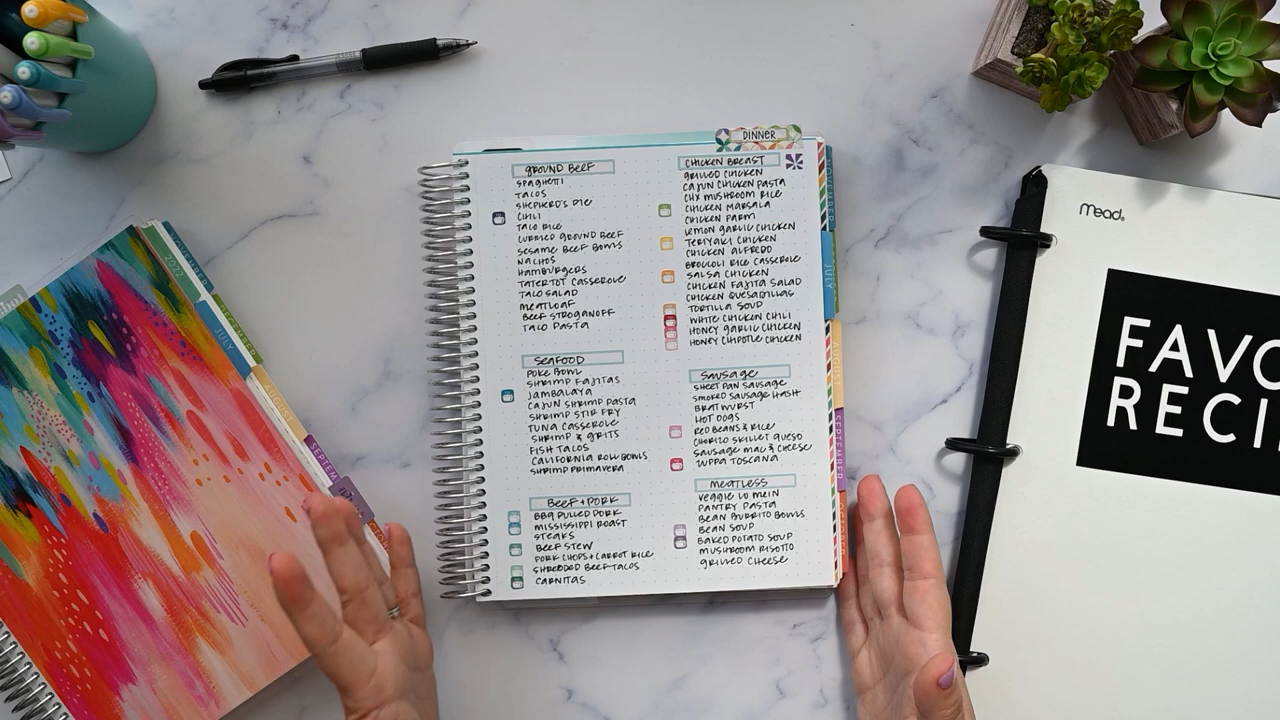 DINNER
GROUND BEEF
SPAGHETTI
TACOS
SHEPHERD'S PIE
CHILI
TACO RICE
CURRIED GROUND BEEF
SESAME BEEF BOWLS
NACHOS
HAMBURGERS
TATERTOT CASSEROLE
TACO SALAD
MEATLOAF
BEEF STROGANOFF
TACO PASTA
SEAFOOD
POKE BOWL
SHRIMP FAJITAS
JAMBALAYA
CAJUN SHRIMP PASTA
SHRIMP STIR FRY
TUNA CASSEROLE
SHRIMP & GRITS
FISH TACOS
CALIFORNIA ROLL BOWLS
SHRIMP PRIMAVERA
BEEF + PORK
BBQ PULLED PORK
MISSISSIPPI ROAST
STEAKS
BEEF STEW
PORK CHOPS + CARROT RICE
SHREDDED BEEF TACOS
CARNITAS
CHICKEN BREAST
GRILLED CHICKEN
CAJUN CHICKEN PASTA
CHX MUSHROOM RICE
CHICKEN MARSALA
CHICKEN PARM
LEMON GARLIC CHICKEN
TERIYAKI CHICKEN
CHICKEN ALFREDO
BROCCOLI RICE CASSEROLE
SALSA CHICKEN
CHICKEN FAJITA SALAD
CHICKEN QUESADILLAS
TORTILLA SOUP
WHITE CHICKEN CHILI
HONEY GARLIC CHICKEN
HONEY CHIPOTLE CHICKEN
SAUSAGE
SHEET PAN SAUSAGE
SMOKED SAUSAGE HASH
BRATWURST
HOT DOGS
RED BEANS & RICE
CHORIZO SKILLET QUESO
SAUSAGE MAC & CHEESE
ZUPPA TOSCANA
MEATLESS
VEGGIE LO MEIN
PANTRY PASTA
BEAN BURRITO BOWLS
BEAN SOUP
BAKED POTATO SOUP
MUSHROOM RISOTTO
GRILLED CHEESE
NOVEMBER
JULY
SEPTEMBER
2022
JULY
AUGUST
SEPTEM
Mead
FAVO
RECI